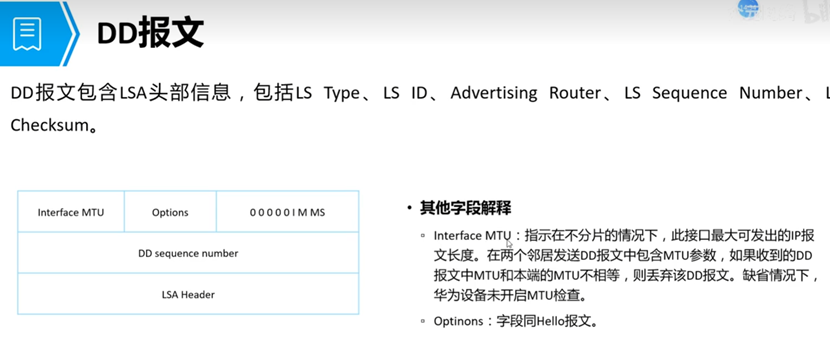 DD报文
DD报文包含LSA头部信息，包括LS Type、LS ID、Advertising Router、LS Sequence Number、L
Checksum。
Interface MTU
Options
0 0 0 0 0 I M MS
DD sequence number
LSA Header
• 其他字段解释
▫ Interface MTU：指示在不分片的情况下，此接口最大可发出的IP报
文长度。在两个邻居发送DD报文中包含MTU参数，如果收到的DD
报文中MTU和本端的MTU不相等，则丢弃该DD报文。缺省情况下，
华为设备未开启MTU检查。
▫ Optinons：字段同Hello报文。